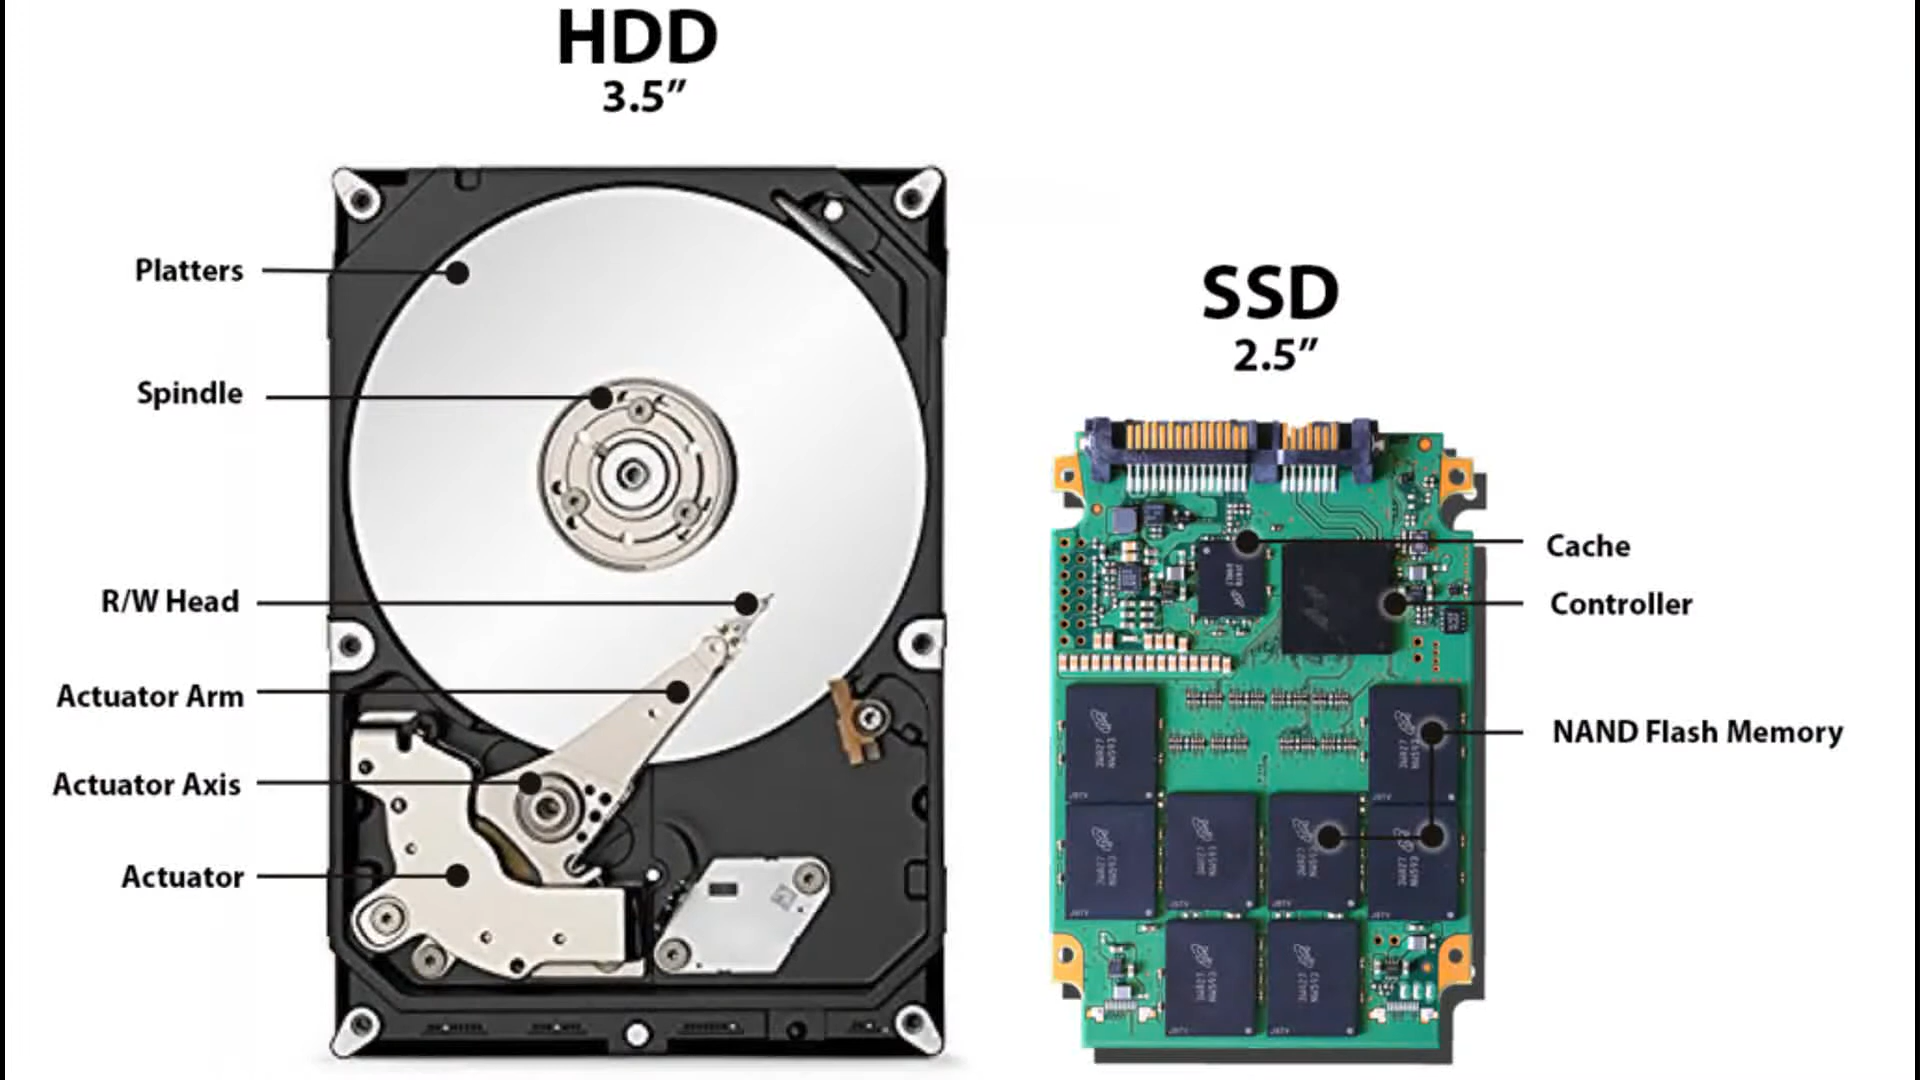 HDD
3.5”
Platters
Spindle
R/W Head
Actuator Arm
Actuator Axis
Actuator
SSD
2.5”
Cache
Controller
NAND Flash Memory